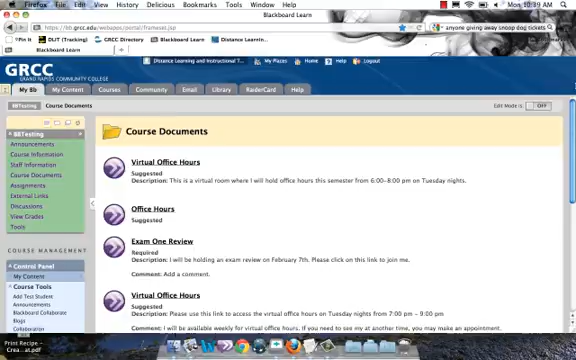 Firefox File Edit View History Bookmarks Tools Window Help
Mon 10:39 AM
Blackboard Learn
https://bb.grcc.edu/webapps/portal/frameset.jsp
anyone giving away snoop dog tickets
Pin It DLIT (Tracking) GRCC Directory Blackboard Learn Distance Learnin...
Blackboard Learn
GRCC
GRAND RAPIDS COMMUNITY COLLEGE
Distance Learning and Instructional T... My Places Home Help Logout
My Bb My Content Courses Community Email Library RaiderCard Help
BBTesting Course Documents
Edit Mode is: OFF
BBTesting
Announcements
Course Information
Staff Information
Course Documents
Assignments
External Links
Discussions
View Grades
Tools
COURSE MANAGEMENT
Control Panel
My Content
Course Tools
Add Test Student
Announcements
Blackboard Collaborate
Blogs
Collaboration
Course Documents
Virtual Office Hours
Suggested
Description: This is a virtual room where I will hold office hours this semester from 6:00-8:00 pm on Tuesday nights.
Office Hours
Suggested
Exam One Review
Required
Description: I will be holding an exam review on February 7th. Please click on this link to join me.
Comment: Add a comment.
Virtual Office Hours
Suggested
Description: Please use this link to access the virtual office hours on Tuesday nights from 7:00 pm - 9:00 pm
Comment: I will be available weekly for virtual office hours. If you need to see me at another time, you may make an appointment.
Print Recipe -
Crea...at.pdf